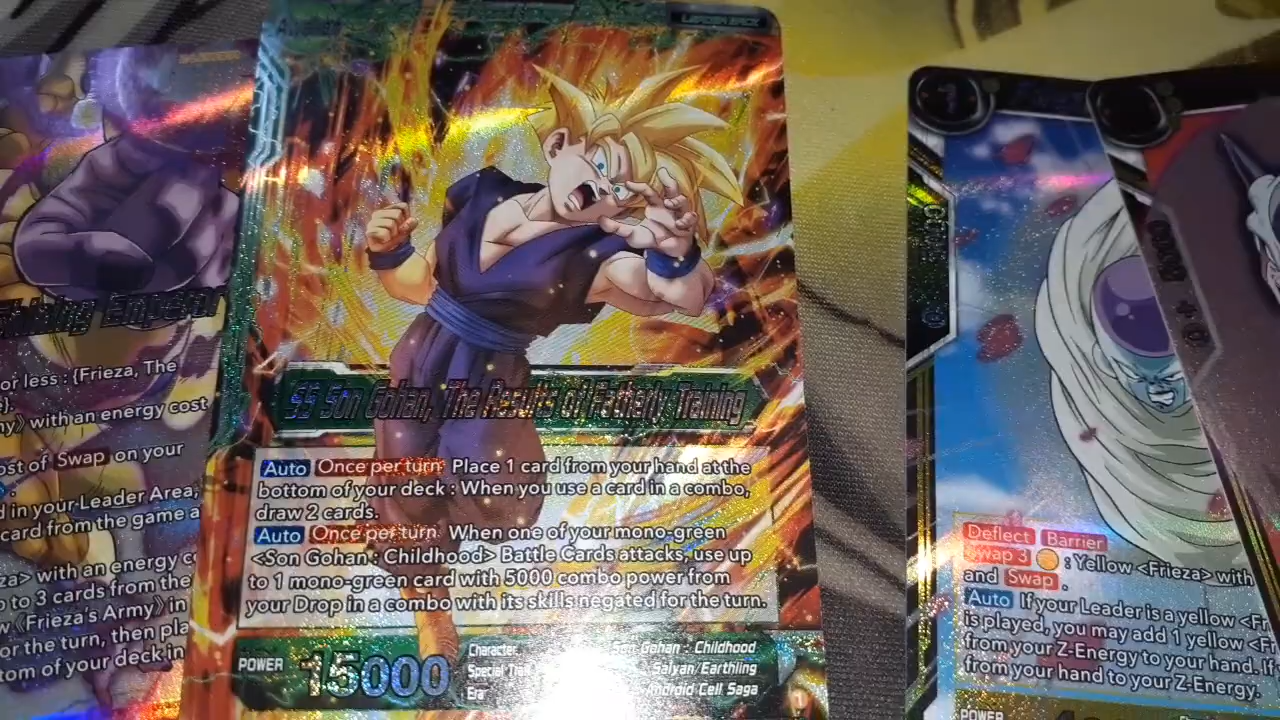 Shining Emperor
or less : {Frieza, The
with an energy cost
ost of Swap on your
d in your Leader Area,
card from the game a
za> with an energy c
o to 3 cards from the
w 《Frieza's Army》 in
or the turn, then pla
tom of your deck in
LEADER BACK
SS Son Gohan, The Results of Fatherly Training
Auto Once per turn Place 1 card from your hand at the
bottom of your deck : When you use a card in a combo,
draw 2 cards.
Auto Once per turn When one of your mono-green
<Son Gohan : Childhood> Battle Cards attacks, use up
to 1 mono-green card with 5000 combo power from
your Drop in a combo with its skills negated for the turn.
POWER 15000
Character Son Gohan : Childhood
Special Tra Saiyan/Earthling
Era Android Cell Saga
Deflect Barrier
Swap 3 : Yellow <Frieza> with
and Swap .
Auto If your Leader is a yellow <Fr
is played, you may add 1 yellow <Fr
from your Z-Energy to your hand. If
from your hand to your Z-Energy.
POWER